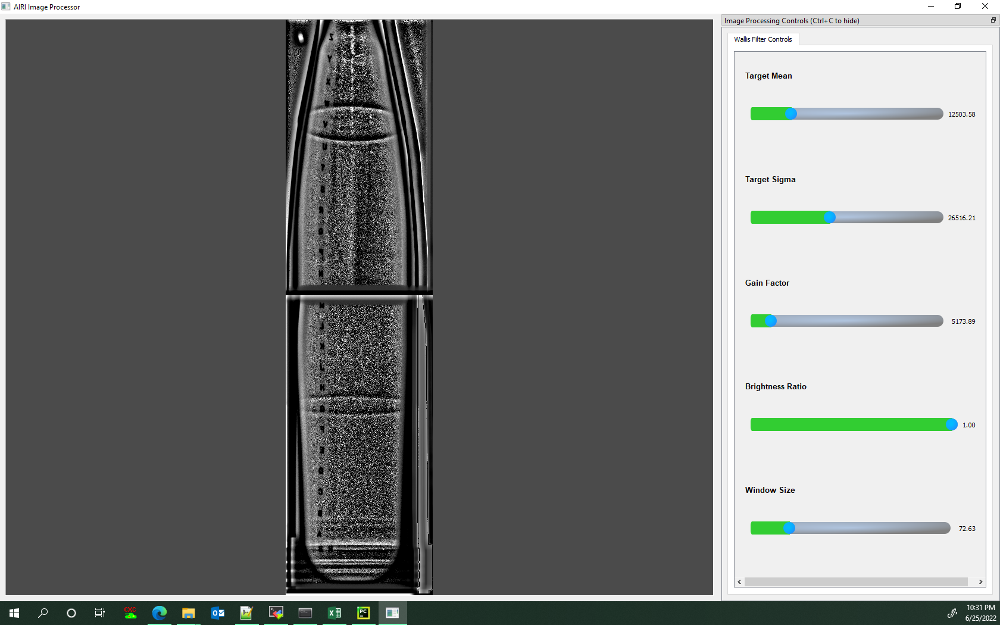 AIRI Image Processor
Image Processing Controls (Ctrl+C to hide)
Wallis Filter Controls
Target Mean
12503.58
Target Sigma
26516.21
Gain Factor
5173.89
Brightness Ratio
1.00
Window Size
72.63
Z
Y
X
W
V
U
T
S
R
Q
P
N
M
L
K
J
H
G
F
E
D
C
B
A
CXC
PC
10:31 PM
6/25/2022